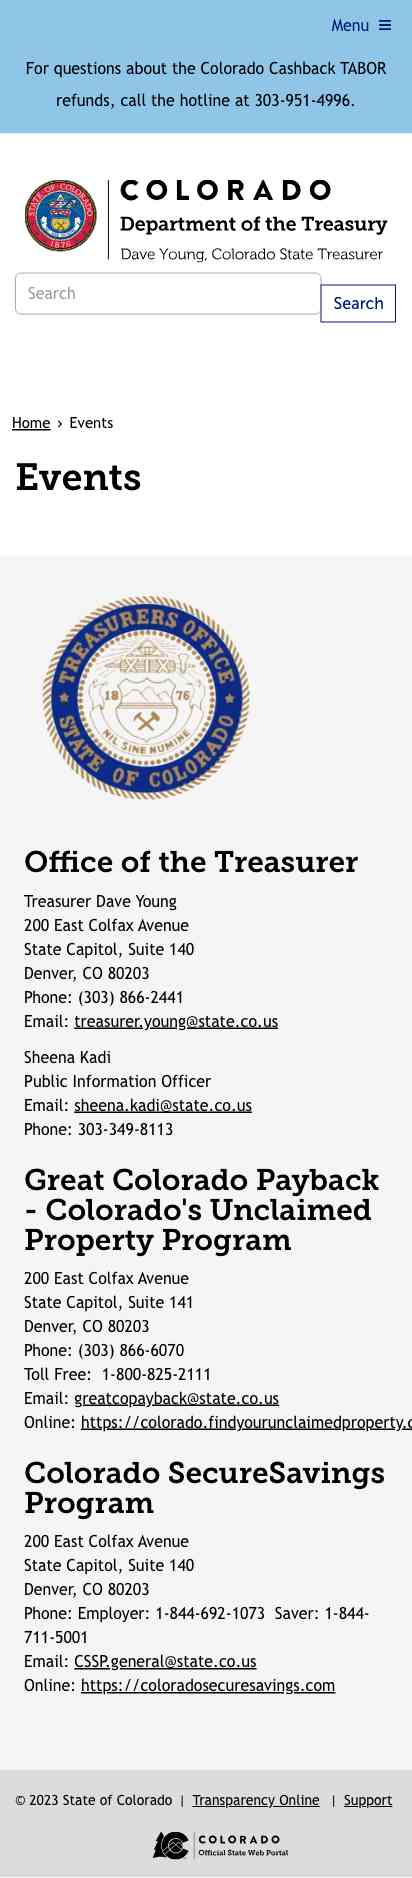 Menu
For questions about the Colorado Cashback TABOR
refunds, call the hotline at 303-951-4996.
STATE OF COLORADO
1876
COLORADO
Department of the Treasury
Dave Young, Colorado State Treasurer
Search
Search
Home › Events
Events
TREASURERS OFFICE
18 76
NIL SINE NUMINE
STATE OF COLORADO
Office of the Treasurer
Treasurer Dave Young
200 East Colfax Avenue
State Capitol, Suite 140
Denver, CO 80203
Phone: (303) 866-2441
Email: treasurer.young@state.co.us
Sheena Kadi
Public Information Officer
Email: sheena.kadi@state.co.us
Phone: 303-349-8113
Great Colorado Payback
- Colorado's Unclaimed
Property Program
200 East Colfax Avenue
State Capitol, Suite 141
Denver, CO 80203
Phone: (303) 866-6070
Toll Free:  1-800-825-2111
Email: greatcopayback@state.co.us
Online: https://colorado.findyourunclaimedproperty.c
Colorado SecureSavings
Program
200 East Colfax Avenue
State Capitol, Suite 140
Denver, CO 80203
Phone: Employer: 1-844-692-1073  Saver: 1-844-
711-5001
Email: CSSP.general@state.co.us
Online: https://coloradosecuresavings.com
© 2023 State of Colorado | Transparency Online | Support
COLORADO
Official State Web Portal